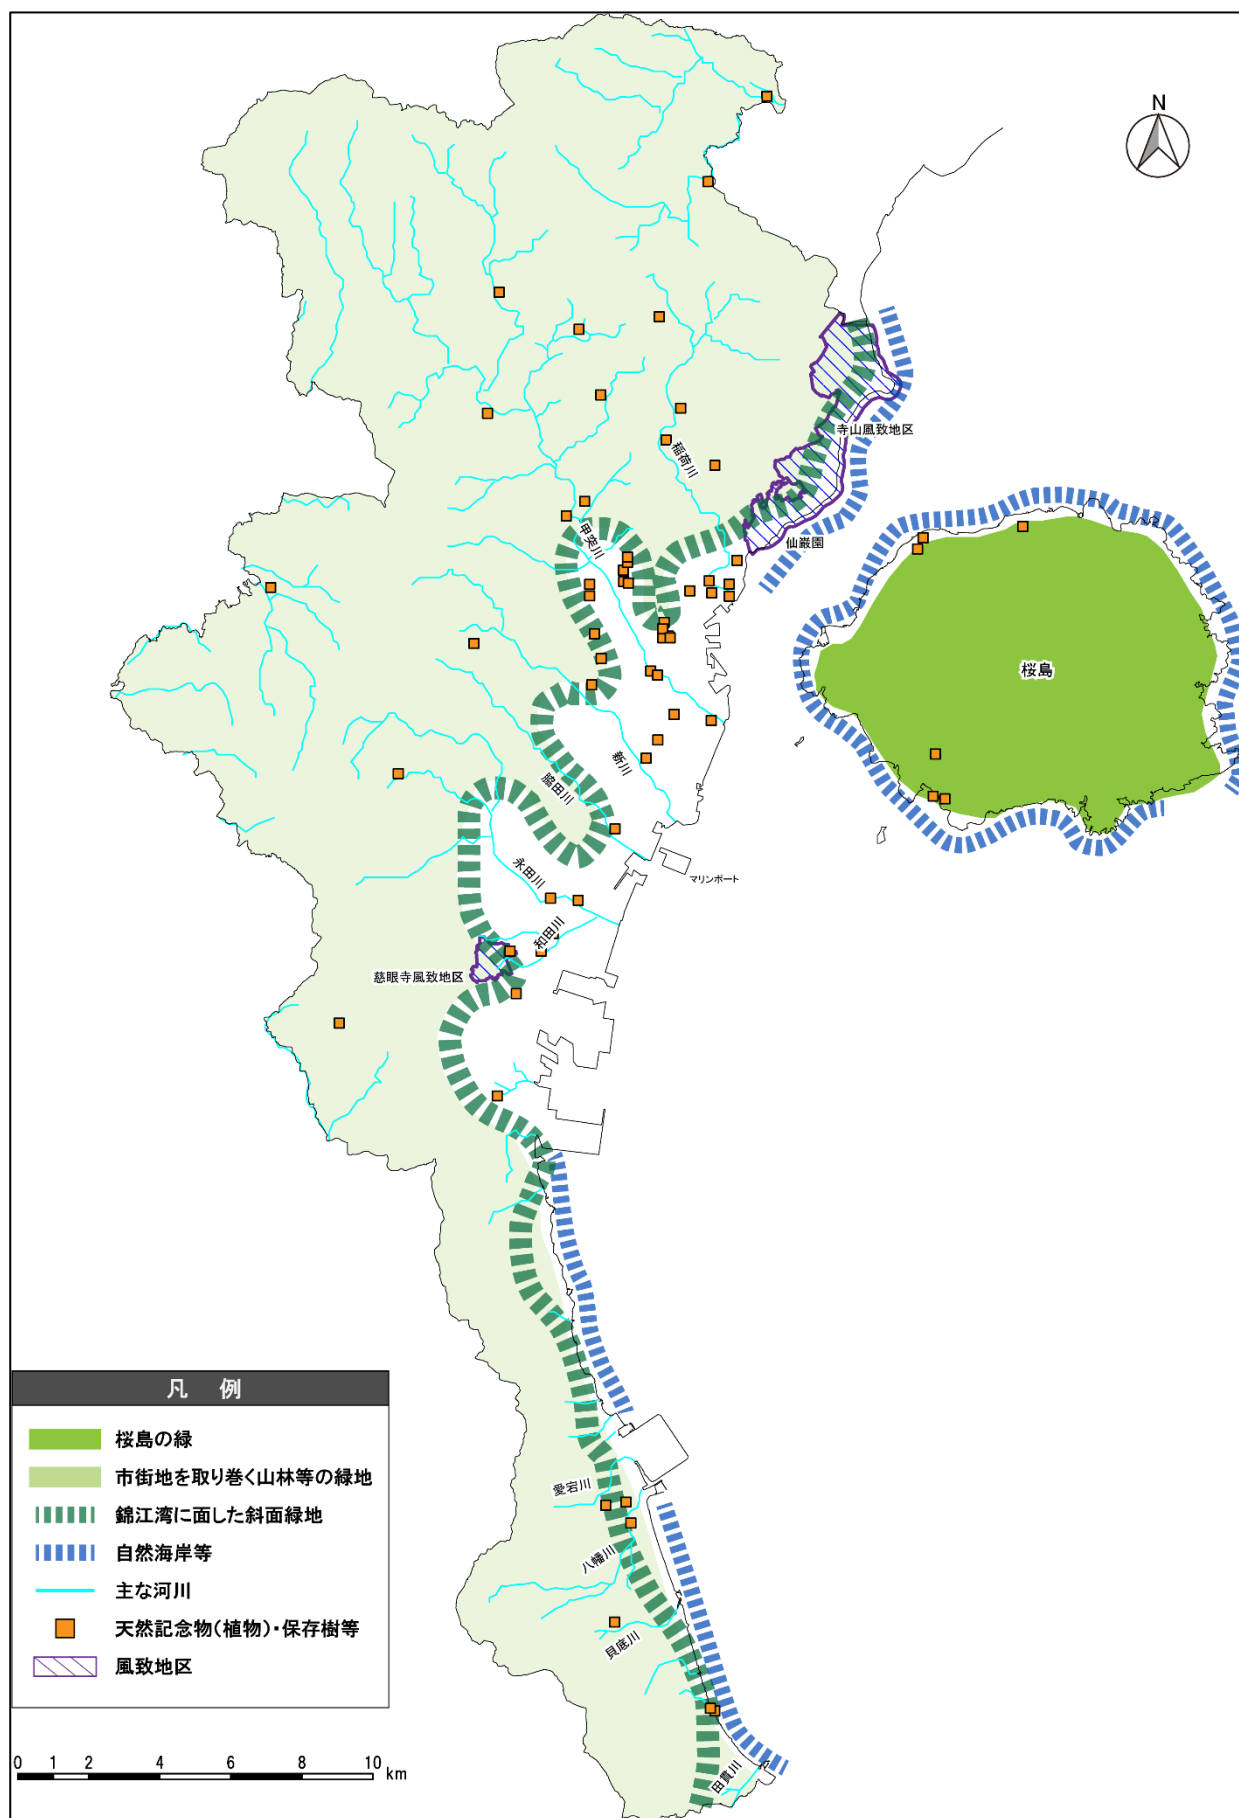 N
寺山風致地区
稲荷川
仙巌園
甲突川
桜島
新川
脇田川
マリンポート
永田川
和田川
慈眼寺風致地区
凡 例
桜島の緑
市街地を取り巻く山林等の緑地
錦江湾に面した斜面緑地
自然海岸等
主な河川
天然記念物(植物)・保存樹等
風致地区
愛宕川
八幡川
貝底川
田貫川
0 1 2 4 6 8 10 km